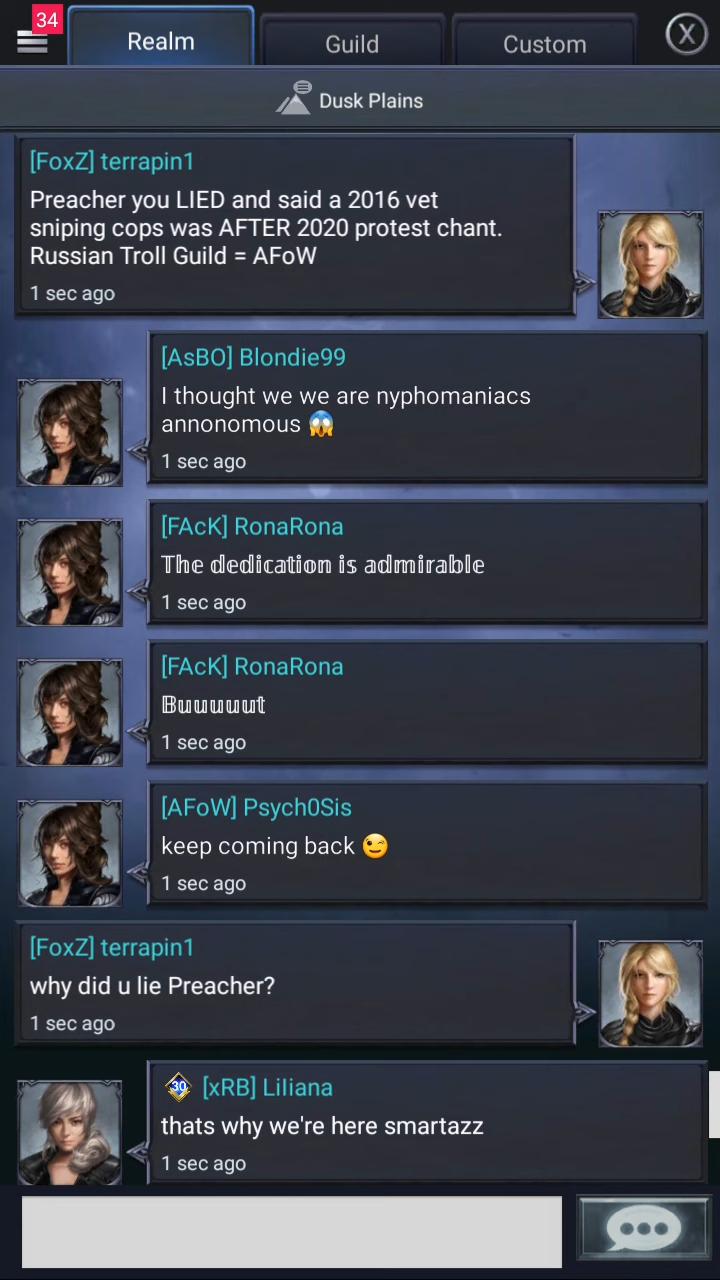 34
Realm
Guild
Custom
X
Dusk Plains
[FoxZ] terrapin1
Preacher you LIED and said a 2016 vet
sniping cops was AFTER 2020 protest chant.
Russian Troll Guild = AFoW
1 sec ago
[AsBO] Blondie99
I thought we we are nyphomaniacs
annonomous 😱
1 sec ago
[FAcK] RonaRona
𝕋𝕙𝕖 𝕕𝕖𝕕𝕚𝕔𝕒𝕥𝕚𝕠𝕟 𝕚𝕤 𝕒𝕕𝕞𝕚𝕣𝕒𝕓𝕝𝕖
1 sec ago
[FAcK] RonaRona
𝔹𝕦𝕦𝕦𝕦𝕦𝕥
1 sec ago
[AFoW] Psych0Sis
keep coming back 😉
1 sec ago
[FoxZ] terrapin1
why did u lie Preacher?
1 sec ago
30 [xRB] Liliana
thats why we're here smartazz
1 sec ago